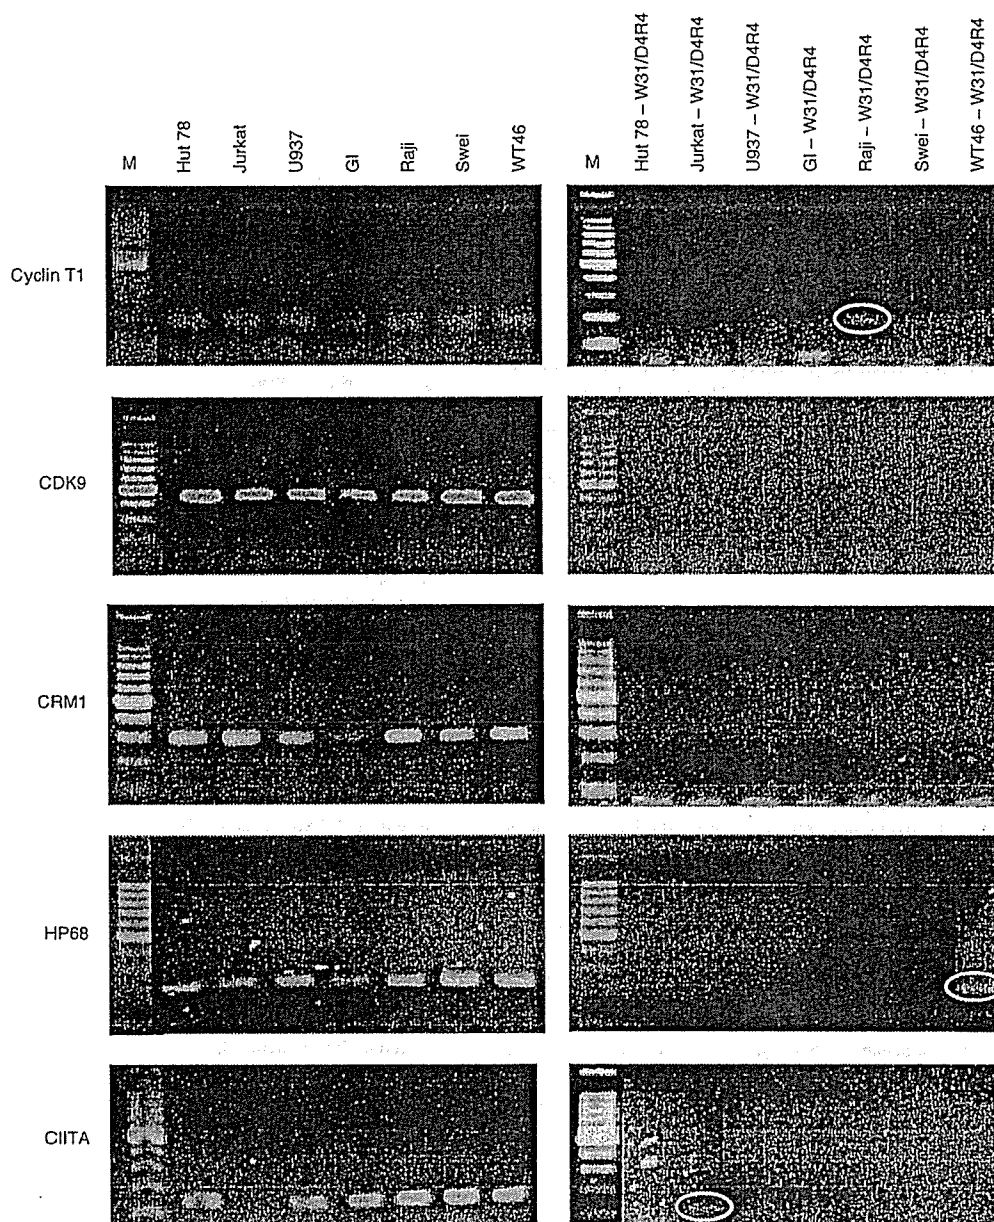 M
Hut 78
Jurkat
U937
GI
Raji
Swei
WT46
M
Hut 78 – W31/D4R4
Jurkat – W31/D4R4
U937 – W31/D4R4
GI – W31/D4R4
Raji – W31/D4R4
Swei – W31/D4R4
WT46 – W31/D4R4
Cyclin T1
CDK9
CRM1
HP68
CIITA